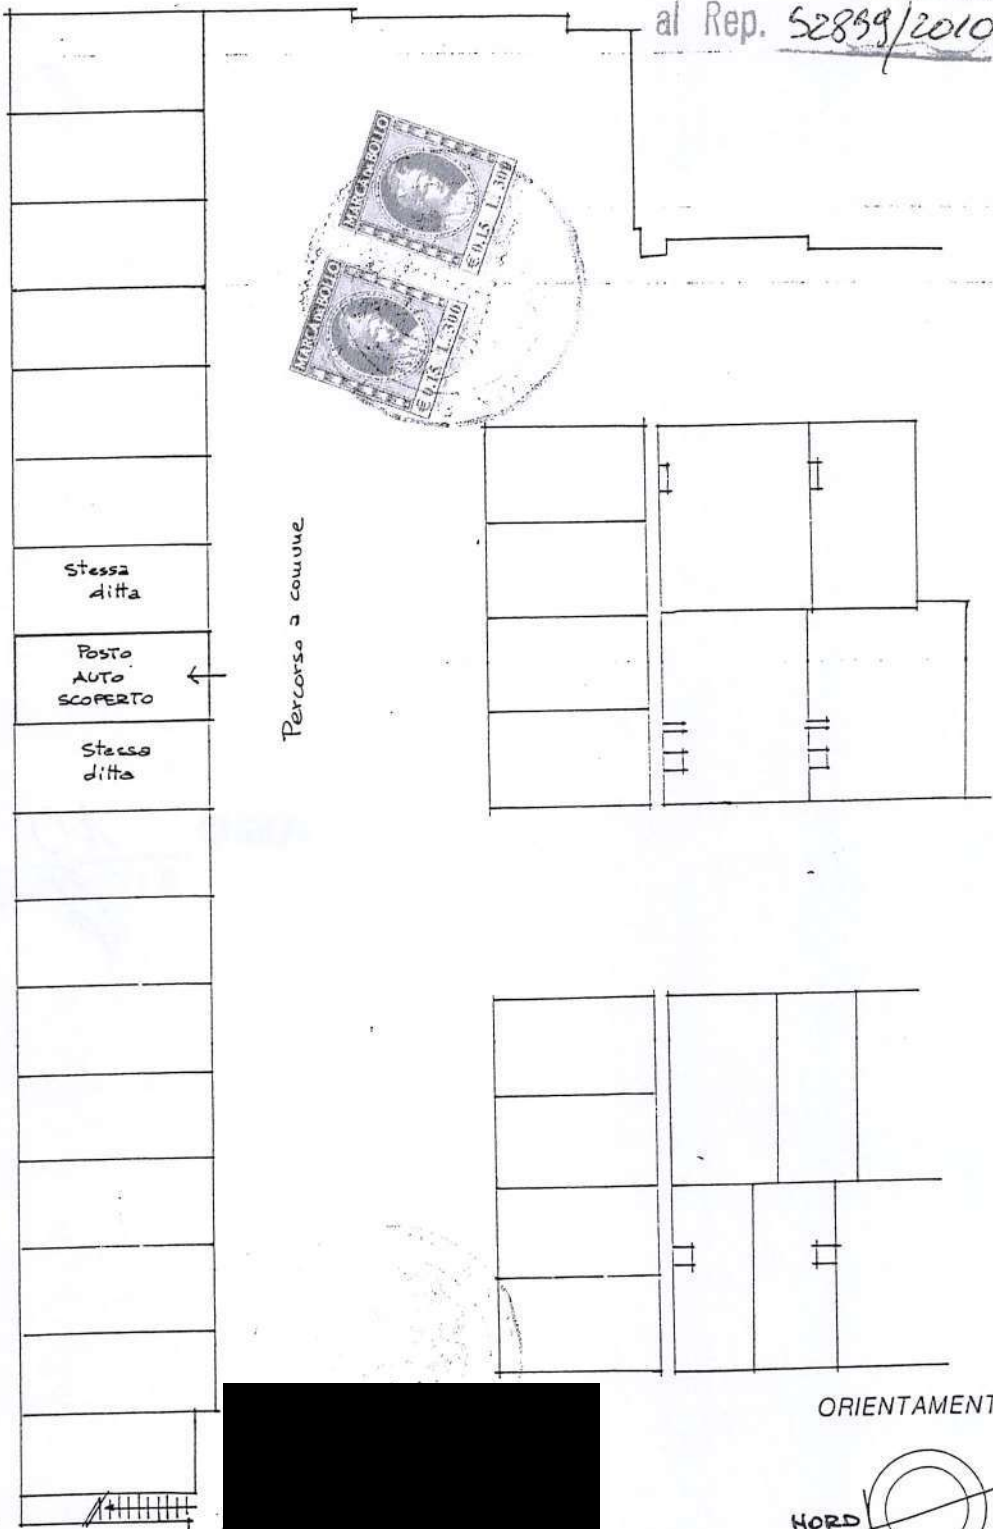 al Rep. 52899/2010
MARCA DA BOLLO
€ 0.15 L. 300
MARCA DA BOLLO
€ 0.15 L. 300
Percorso a comune
Stessa
ditta
POSTO
AUTO
SCOPERTO
Stessa
ditta
ORIENTAMENT
NORD